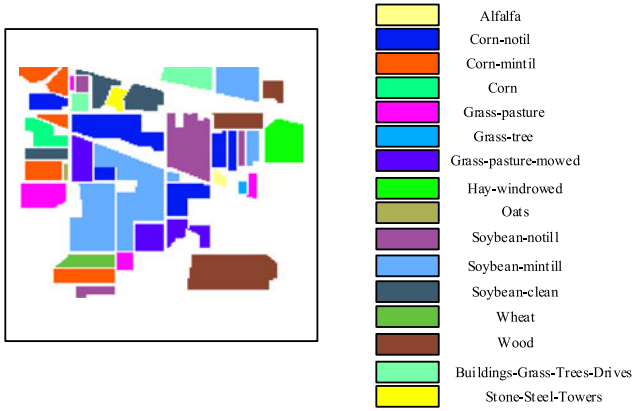 Alfalfa
Corn-notil
Corn-mintil
Corn
Grass-pasture
Grass-tree
Grass-pasture-mowed
Hay-windrowed
Oats
Soybean-notill
Soybean-mintill
Soybean-clean
Wheat
Wood
Buildings-Grass-Trees-Drives
Stone-Steel-Towers